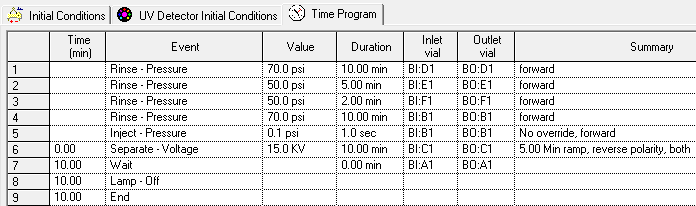 Initial Conditions UV Detector Initial Conditions Time Program
Time (min) Event Value Duration Inlet vial Outlet vial Summary
1 Rinse - Pressure 70.0 psi 10.00 min BI:D1 BO:D1 forward
2 Rinse - Pressure 50.0 psi 5.00 min BI:E1 BO:E1 forward
3 Rinse - Pressure 50.0 psi 2.00 min BI:F1 BO:F1 forward
4 Rinse - Pressure 70.0 psi 10.00 min BI:B1 BO:B1 forward
5 Inject - Pressure 0.1 psi 1.0 sec BI:B1 BO:B1 No override, forward
6 0.00 Separate - Voltage 15.0 KV 10.00 min BI:C1 BO:C1 5.00 Min ramp, reverse polarity, both
7 10.00 Wait 0.00 min BI:A1 BO:A1
8 10.00 Lamp - Off
9 10.00 End